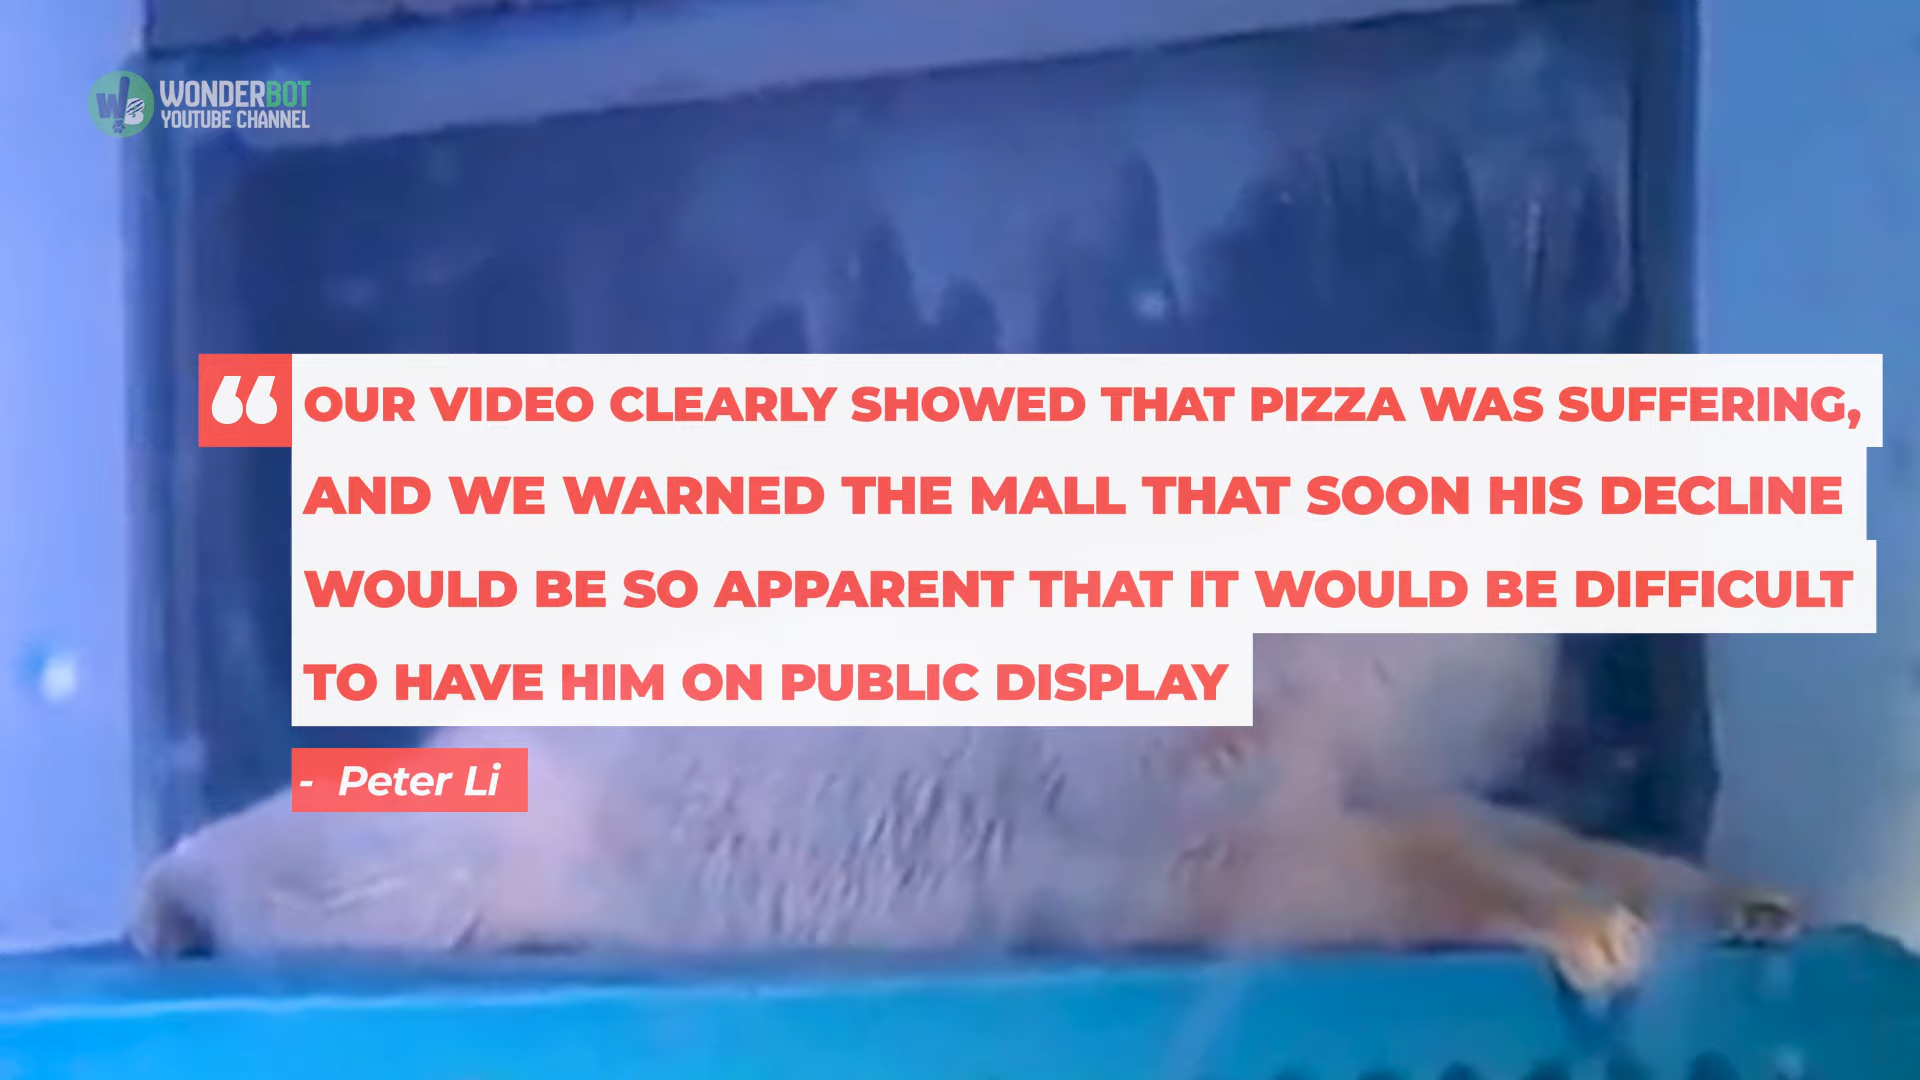 WONDERBOT
YOUTUBE CHANNEL
“ OUR VIDEO CLEARLY SHOWED THAT PIZZA WAS SUFFERING,
AND WE WARNED THE MALL THAT SOON HIS DECLINE
WOULD BE SO APPARENT THAT IT WOULD BE DIFFICULT
TO HAVE HIM ON PUBLIC DISPLAY
- Peter Li